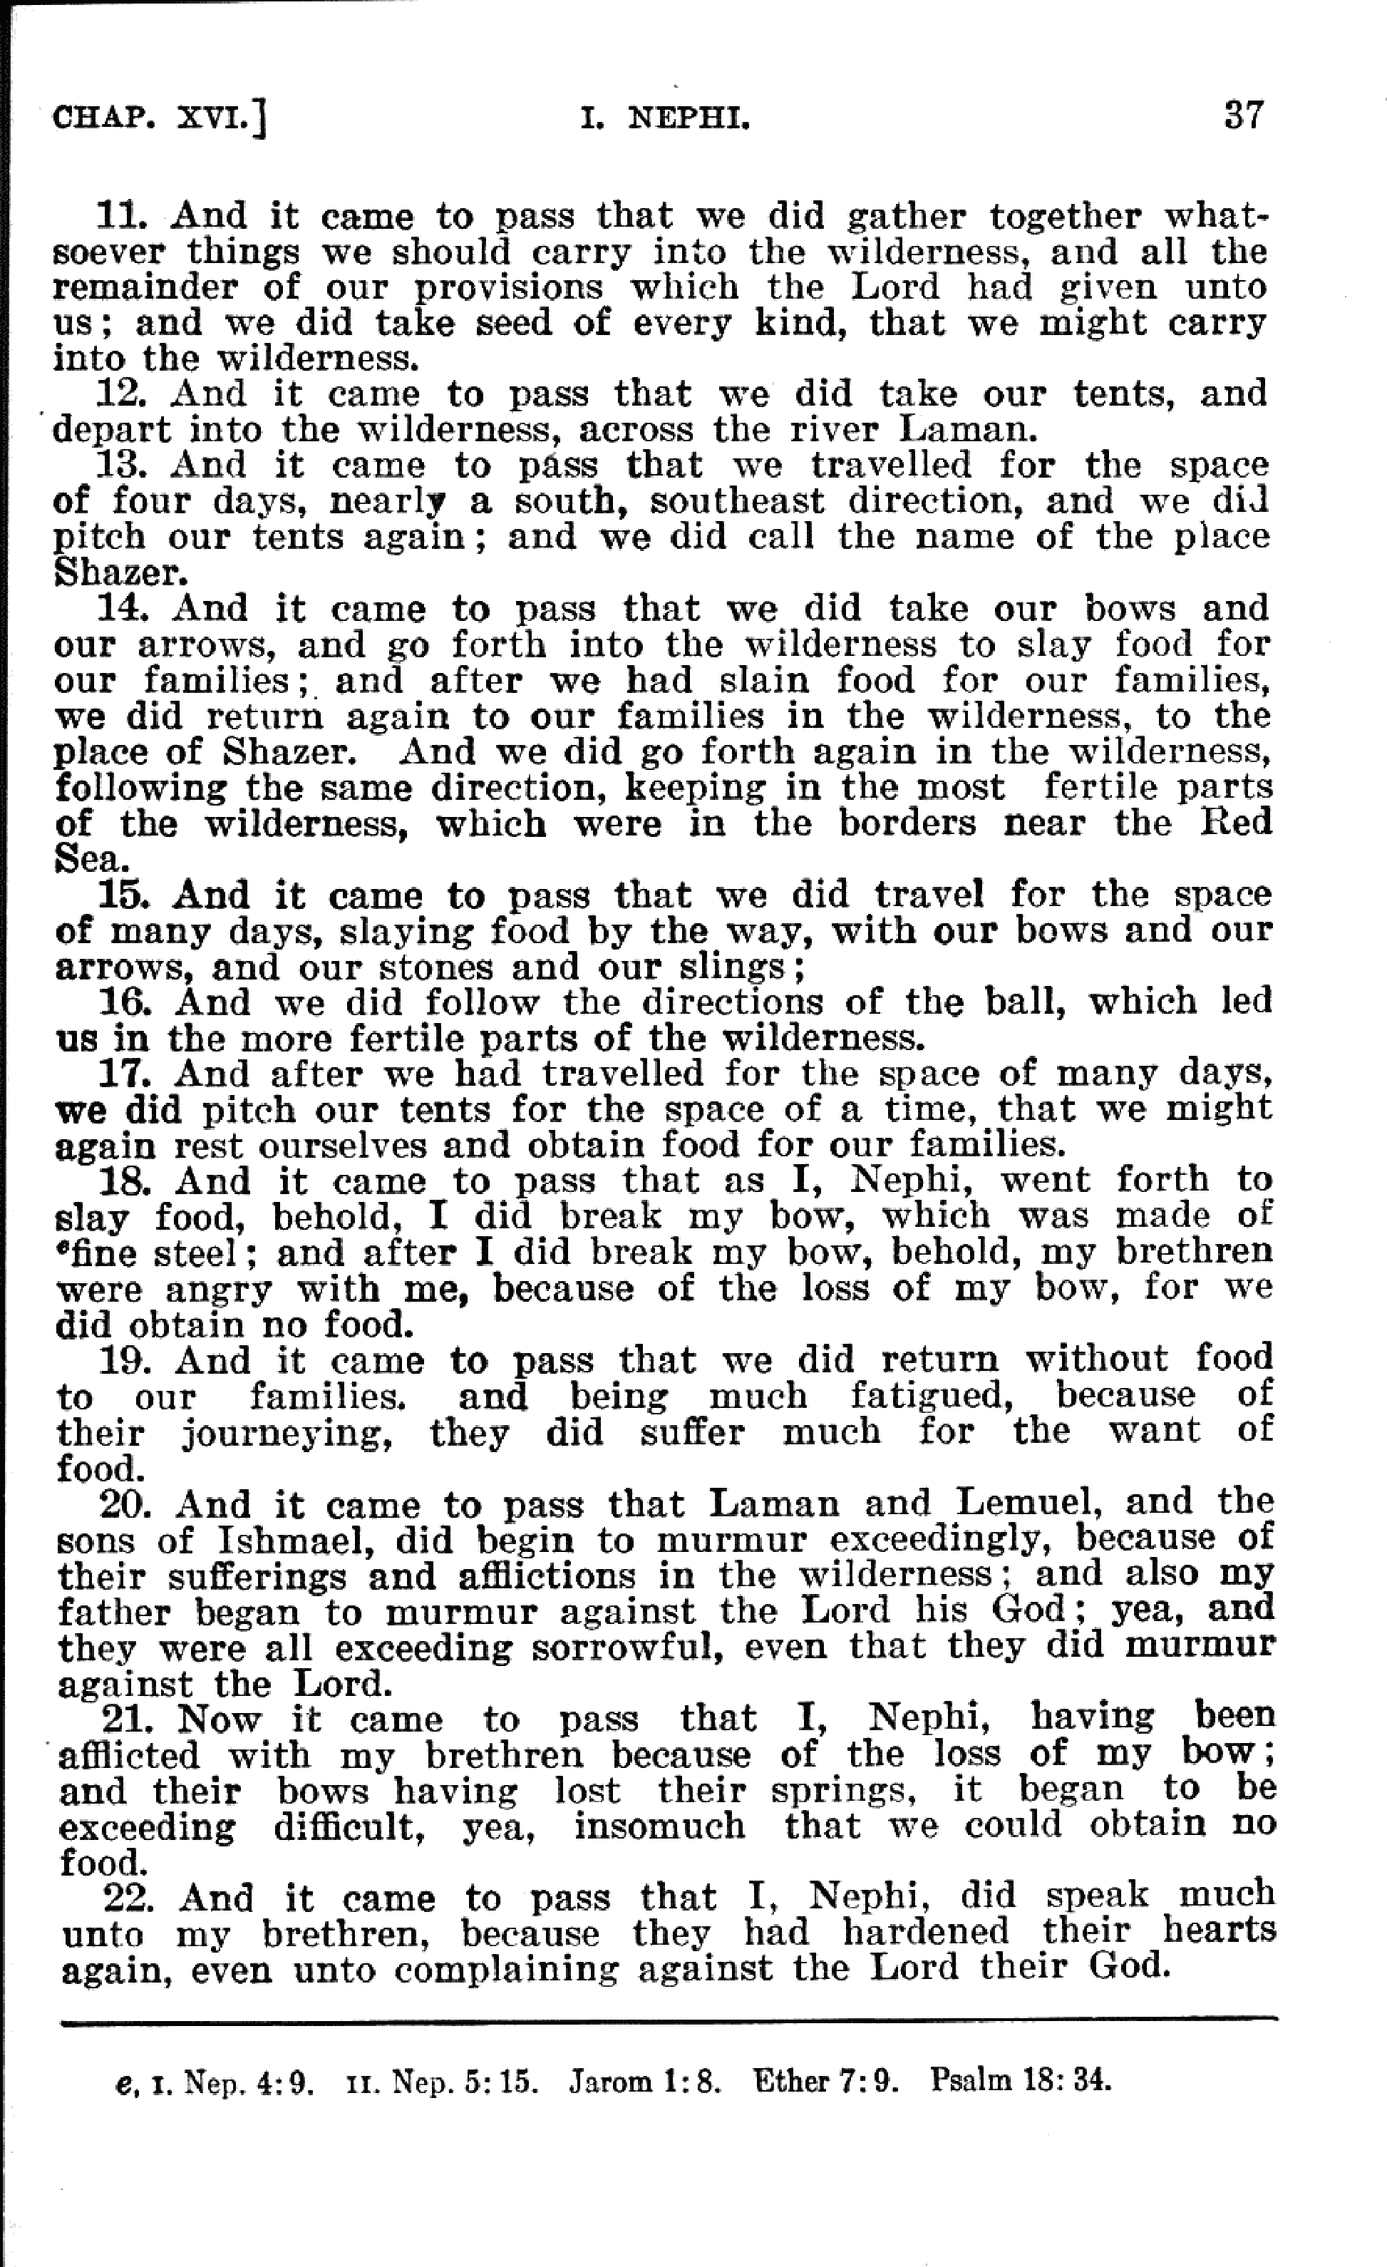 CHAP. XVI.] I. NEPHI. 37
11. And it came to pass that we did gather together what-
soever things we should carry into the wilderness, and all the
remainder of our provisions which the Lord had given unto
us; and we did take seed of every kind, that we might carry
into the wilderness.
12. And it came to pass that we did take our tents, and
depart into the wilderness, across the river Laman.
13. And it came to pass that we travelled for the space
of four days, nearly a south, southeast direction, and we did
pitch our tents again; and we did call the name of the place
Shazer.
14. And it came to pass that we did take our bows and
our arrows, and go forth into the wilderness to slay food for
our families; and after we had slain food for our families,
we did return again to our families in the wilderness, to the
place of Shazer. And we did go forth again in the wilderness,
following the same direction, keeping in the most fertile parts
of the wilderness, which were in the borders near the Red
Sea.
15. And it came to pass that we did travel for the space
of many days, slaying food by the way, with our bows and our
arrows, and our stones and our slings;
16. And we did follow the directions of the ball, which led
us in the more fertile parts of the wilderness.
17. And after we had travelled for the space of many days,
we did pitch our tents for the space of a time, that we might
again rest ourselves and obtain food for our families.
18. And it came to pass that as I, Nephi, went forth to
slay food, behold, I did break my bow, which was made of
ᵉfine steel; and after I did break my bow, behold, my brethren
were angry with me, because of the loss of my bow, for we
did obtain no food.
19. And it came to pass that we did return without food
to our families. and being much fatigued, because of
their journeying, they did suffer much for the want of
food.
20. And it came to pass that Laman and Lemuel, and the
sons of Ishmael, did begin to murmur exceedingly, because of
their sufferings and afflictions in the wilderness; and also my
father began to murmur against the Lord his God; yea, and
they were all exceeding sorrowful, even that they did murmur
against the Lord.
21. Now it came to pass that I, Nephi, having been
afflicted with my brethren because of the loss of my bow;
and their bows having lost their springs, it began to be
exceeding difficult, yea, insomuch that we could obtain no
food.
22. And it came to pass that I, Nephi, did speak much
unto my brethren, because they had hardened their hearts
again, even unto complaining against the Lord their God.
e, I. Nep. 4:9. II. Nep. 5:15. Jarom 1:8. Ether 7:9. Psalm 18:34.